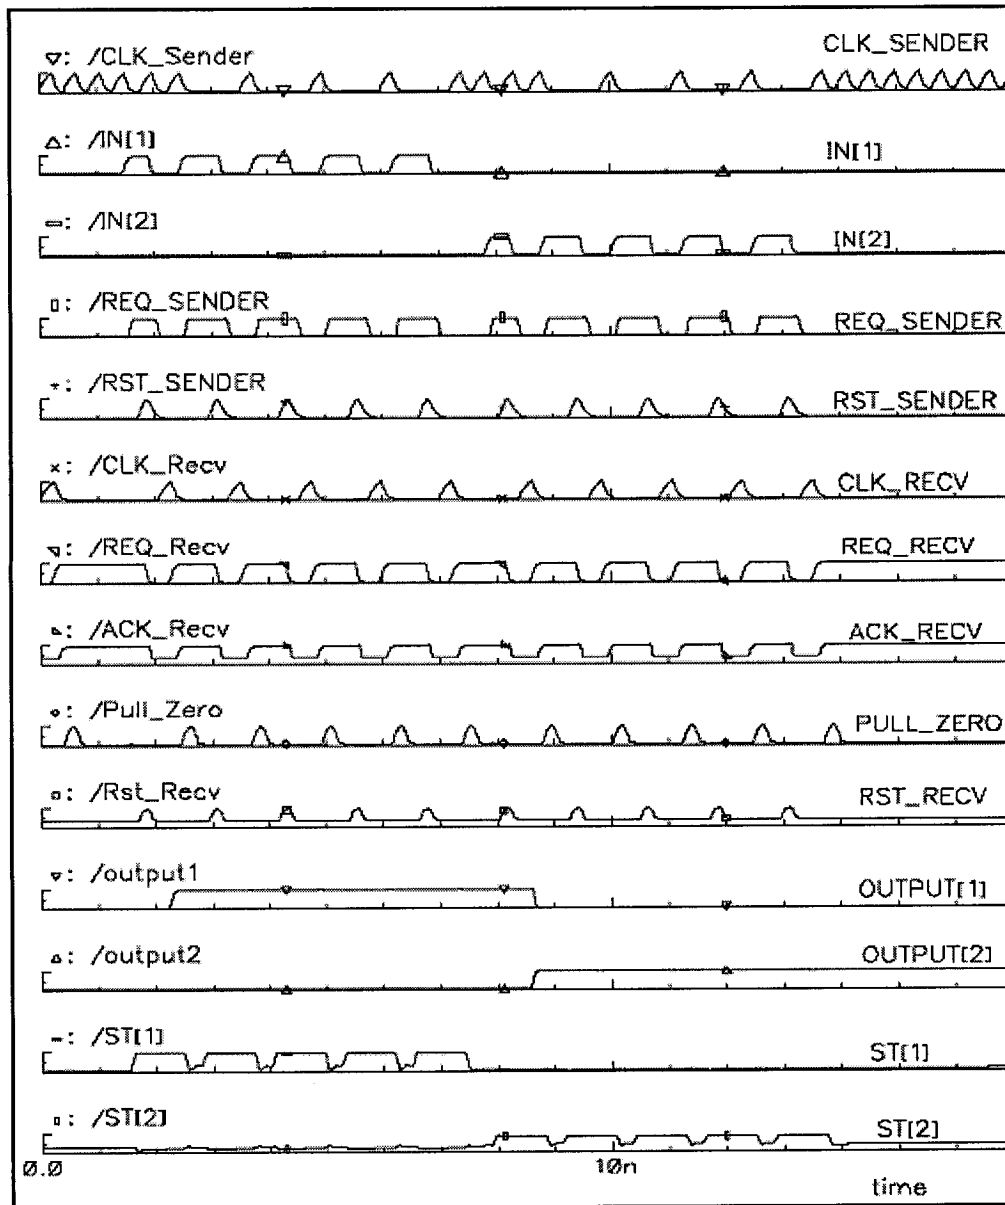 ▽: /CLK_Sender CLK_SENDER
△: /IN[1] IN[1]
/IN[2] IN[2]
▯: /REQ_SENDER REQ_SENDER
+: /RST_SENDER RST_SENDER
×: /CLK_Recv CLK_RECV
/REQ_Recv REQ_RECV
/ACK_Recv ACK_RECV
◇: /Pull_Zero PULL_ZERO
□: /Rst_Recv RST_RECV
▽: /output1 OUTPUT[1]
△: /output2 OUTPUT[2]
-: /ST[1] ST[1]
▯: /ST[2] ST[2]
0.0 10n
time